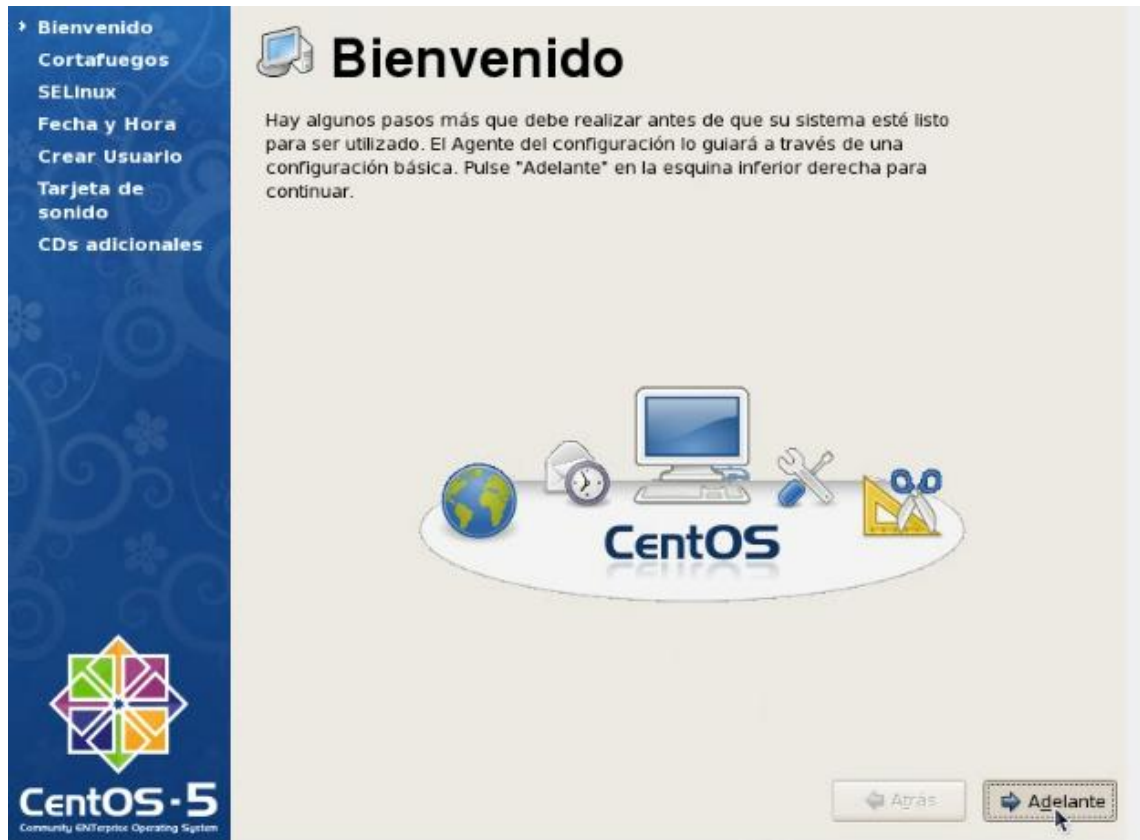 Bienvenido
Cortafuegos
SELinux
Fecha y Hora
Crear Usuario
Tarjeta de
sonido
CDs adicionales
Bienvenido
Hay algunos pasos más que debe realizar antes de que su sistema esté listo
para ser utilizado. El Agente del configuración lo guiará a través de una
configuración básica. Pulse "Adelante" en la esquina inferior derecha para
continuar.
CentOS
CentOS-5
Community ENTerprise Operating System
Atrás
Adelante